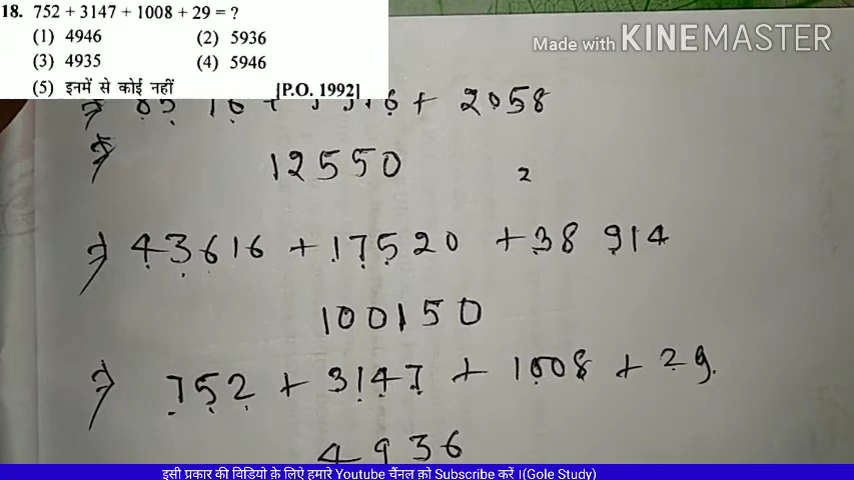 18. 752 + 3147 + 1008 + 29 = ?
(1) 4946 (2) 5936
(3) 4935 (4) 5946
(5) इनमें से कोई नहीं [P.O. 1992]
Made with KINEMASTER
+ 2058
⇒ 12550 2
⇒ 43616 + 17520 + 38914
100150
⇒ 752 + 3147 + 1008 + 29.
4936
इसी प्रकार की विडियो के लिऐ हमारे Youtube चैंनल क़ो Subscribe करें ।(Gole Study)